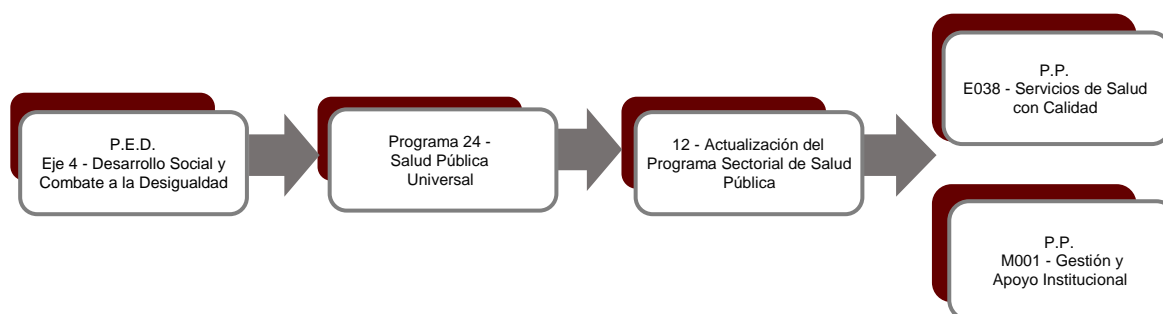 P.E.D.
Eje 4 - Desarrollo Social y
Combate a la Desigualdad
Programa 24 -
Salud Pública
Universal
12 - Actualización del
Programa Sectorial de Salud
Pública
P.P.
E038 - Servicios de Salud
con Calidad
P.P.
M001 - Gestión y
Apoyo Institucional